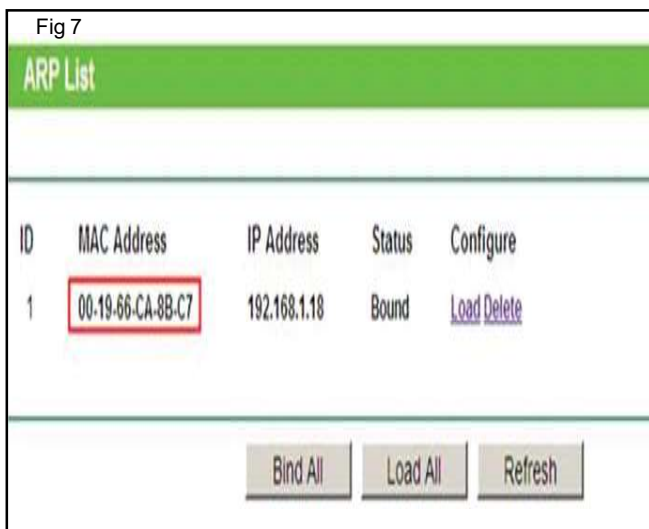 Fig 7
ARP List
ID MAC Address IP Address Status Configure
1 00-19-66-CA-8B-C7 192.168.1.18 Bound Load Delete
Bind All Load All Refresh